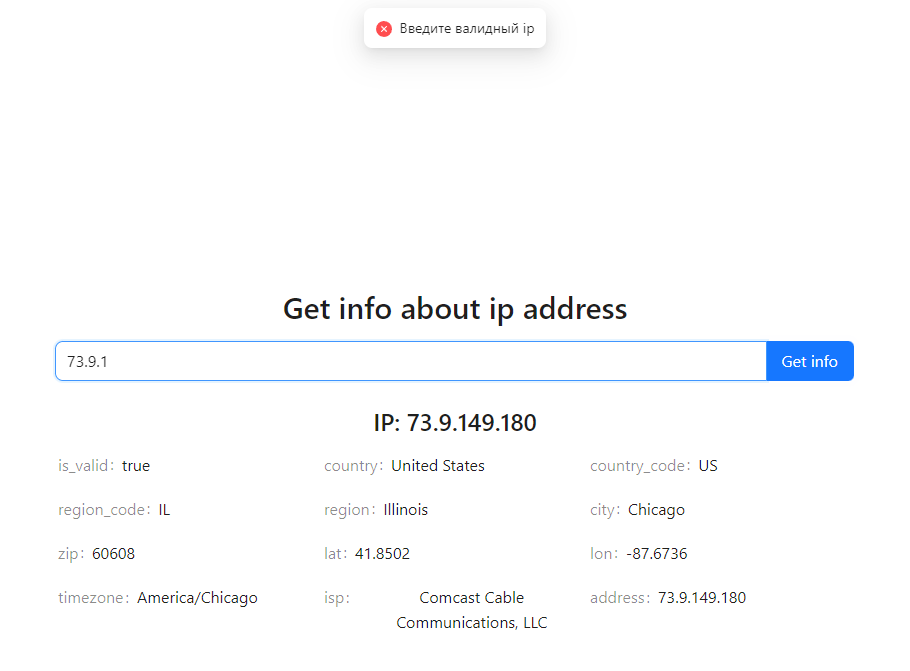 Введите валидный ip
Get info about ip address
73.9.1 Get info
IP: 73.9.149.180
is_valid: true country: United States country_code: US
region_code: IL region: Illinois city: Chicago
zip: 60608 lat: 41.8502 lon: -87.6736
timezone: America/Chicago isp: Comcast Cable address: 73.9.149.180
Communications, LLC